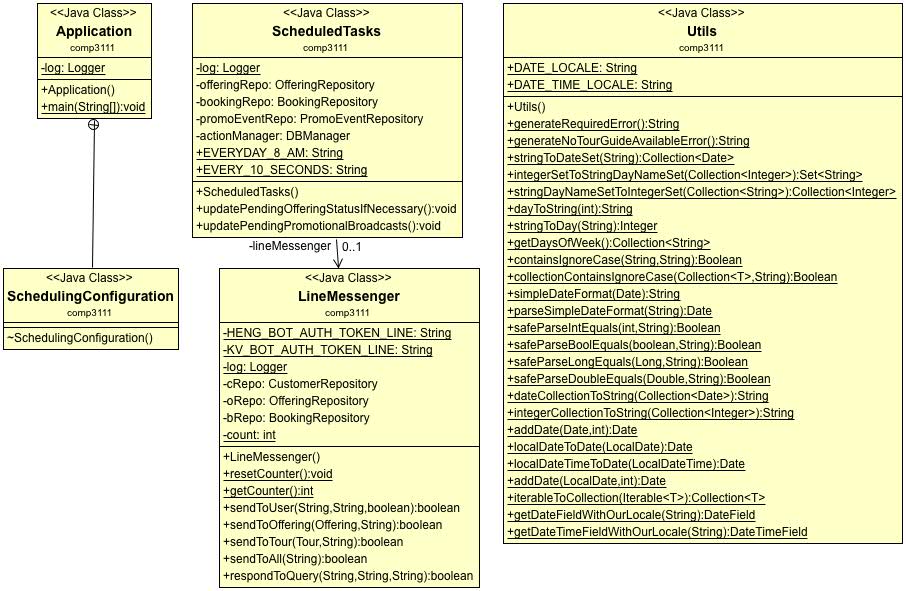 <<Java Class>>
Application
comp3111
-log: Logger
+Application()
+main(String[]):void
<<Java Class>>
SchedulingConfiguration
comp3111
~SchedulingConfiguration()
<<Java Class>>
ScheduledTasks
comp3111
-log: Logger
-offeringRepo: OfferingRepository
-bookingRepo: BookingRepository
-promoEventRepo: PromoEventRepository
-actionManager: DBManager
+EVERYDAY_8_AM: String
+EVERY_10_SECONDS: String
+ScheduledTasks()
+updatePendingOfferingStatusIfNecessary():void
+updatePendingPromotionalBroadcasts():void
-lineMessenger 0..1
<<Java Class>>
LineMessenger
comp3111
-HENG_BOT_AUTH_TOKEN_LINE: String
-KV_BOT_AUTH_TOKEN_LINE: String
-log: Logger
-cRepo: CustomerRepository
-oRepo: OfferingRepository
-bRepo: BookingRepository
-count: int
+LineMessenger()
+resetCounter():void
+getCounter():int
+sendToUser(String,String,boolean):boolean
+sendToOffering(Offering,String):boolean
+sendToTour(Tour,String):boolean
+sendToAll(String):boolean
+respondToQuery(String,String,String):boolean
<<Java Class>>
Utils
comp3111
+DATE_LOCALE: String
+DATE_TIME_LOCALE: String
+Utils()
+generateRequiredError():String
+generateNoTourGuideAvailableError():String
+stringToDateSet(String):Collection<Date>
+integerSetToStringDayNameSet(Collection<Integer>):Set<String>
+stringDayNameSetToIntegerSet(Collection<String>):Collection<Integer>
+dayToString(int):String
+stringToDay(String):Integer
+getDaysOfWeek():Collection<String>
+containsIgnoreCase(String,String):Boolean
+collectionContainsIgnoreCase(Collection<T>,String):Boolean
+simpleDateFormat(Date):String
+parseSimpleDateFormat(String):Date
+safeParseIntEquals(int,String):Boolean
+safeParseBoolEquals(boolean,String):Boolean
+safeParseLongEquals(Long,String):Boolean
+safeParseDoubleEquals(Double,String):Boolean
+dateCollectionToString(Collection<Date>):String
+integerCollectionToString(Collection<Integer>):String
+addDate(Date,int):Date
+localDateToDate(LocalDate):Date
+localDateTimeToDate(LocalDateTime):Date
+addDate(LocalDate,int):Date
+iterableToCollection(Iterable<T>):Collection<T>
+getDateFieldWithOurLocale(String):DateField
+getDateTimeFieldWithOurLocale(String):DateTimeField